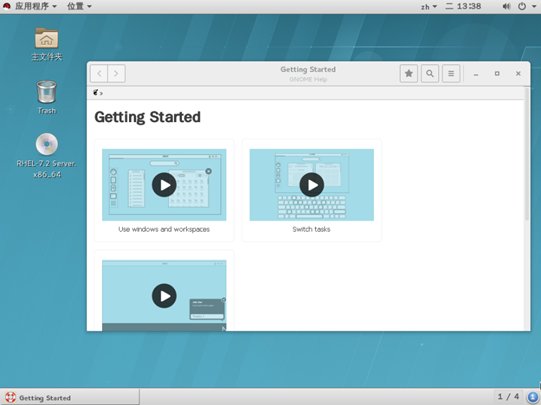 应用程序 位置 zh 二 13:38
主文件夹
Trash
RHEL-7.2 Server.
x86_64
Getting Started
GNOME Help
Getting Started
Use windows and workspaces
Switch tasks
Getting Started
1 / 4